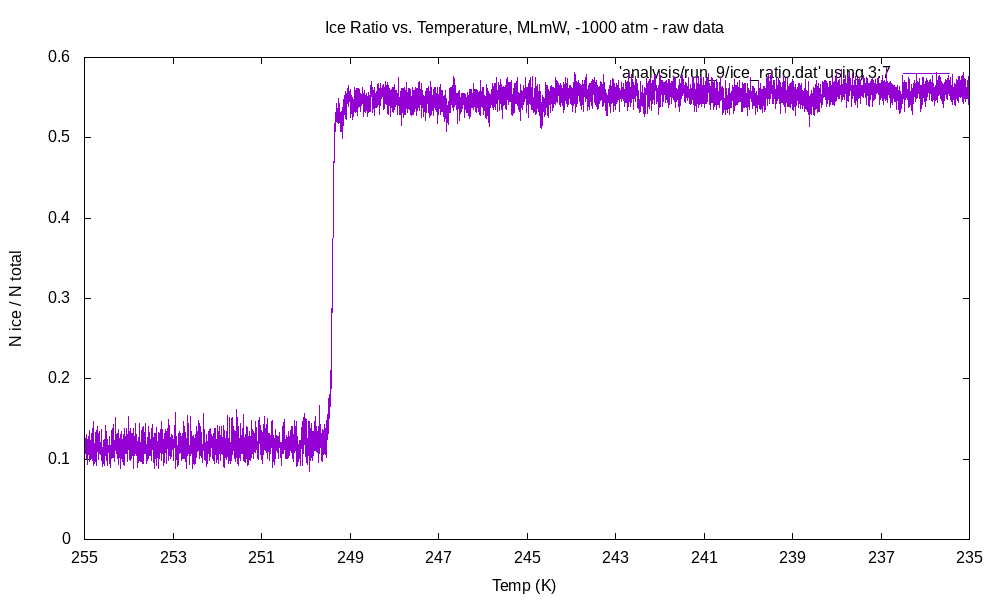 Ice Ratio vs. Temperature, MLmW, -1000 atm - raw data
'analysis/run_9/ice_ratio.dat' using 3:7
N ice / N total
0.6
0.5
0.4
0.3
0.2
0.1
0
255 253 251 249 247 245 243 241 239 237 235
Temp (K)